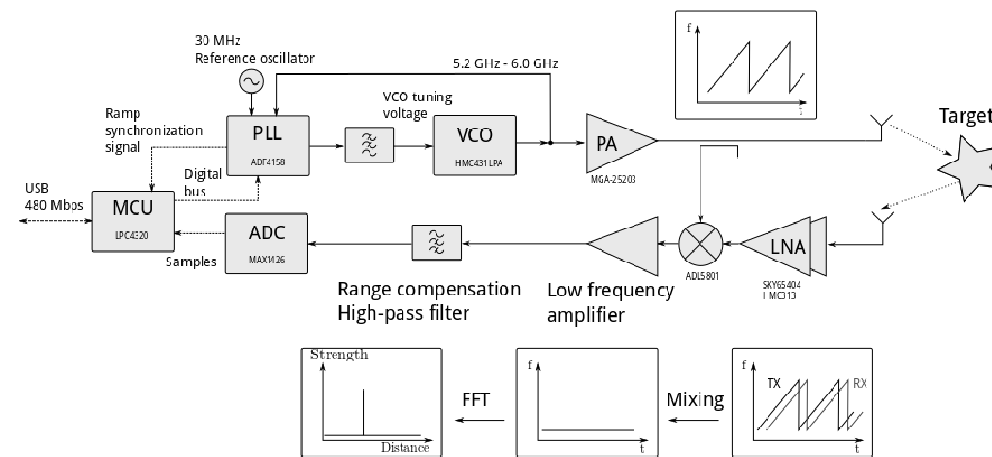 30 MHz
Reference oscillator
5.2 GHz - 6.0 GHz
f
t
VCO tuning
voltage
Ramp
synchronization
signal
PLL
ADF4158
VCO
HMC431LPA
PA
MGA-25203
Target
Digital
bus
USB
480 Mbps
MCU
LPC4320
ADC
MAX1426
Samples
LNA
ADL5801
SKY65404
HMC313
Range compensation
High-pass filter
Low frequency
amplifier
Strength
Distance
FFT
f
t
Mixing
f
TX
RX
t